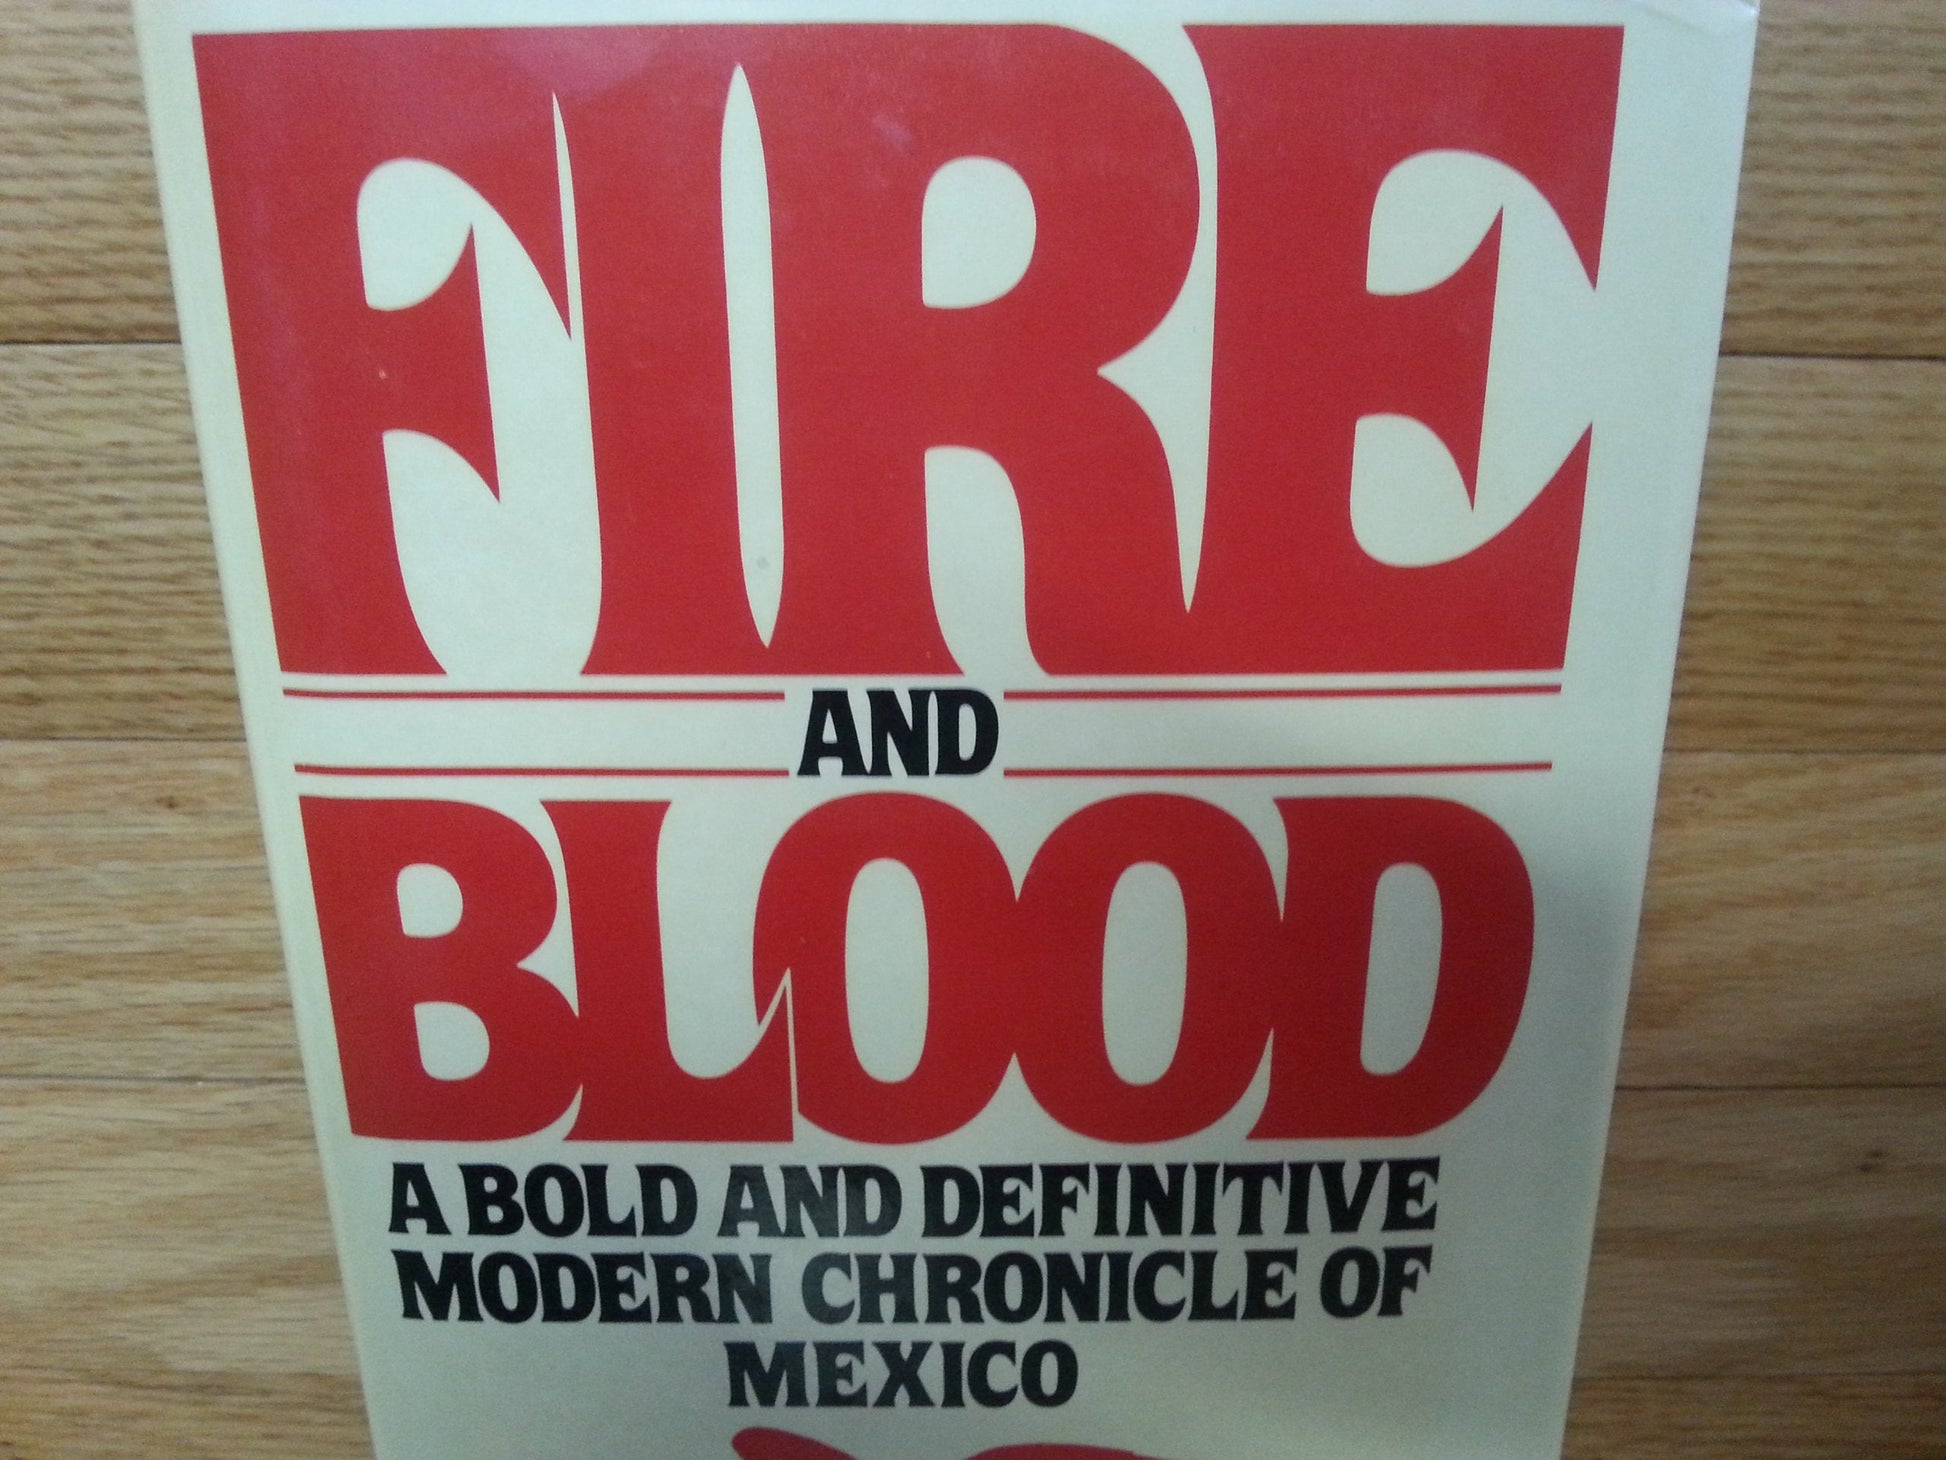 FIRE
AND
BLOOD
A BOLD AND DEFINITIVE
MODERN CHRONICLE OF
MEXICO